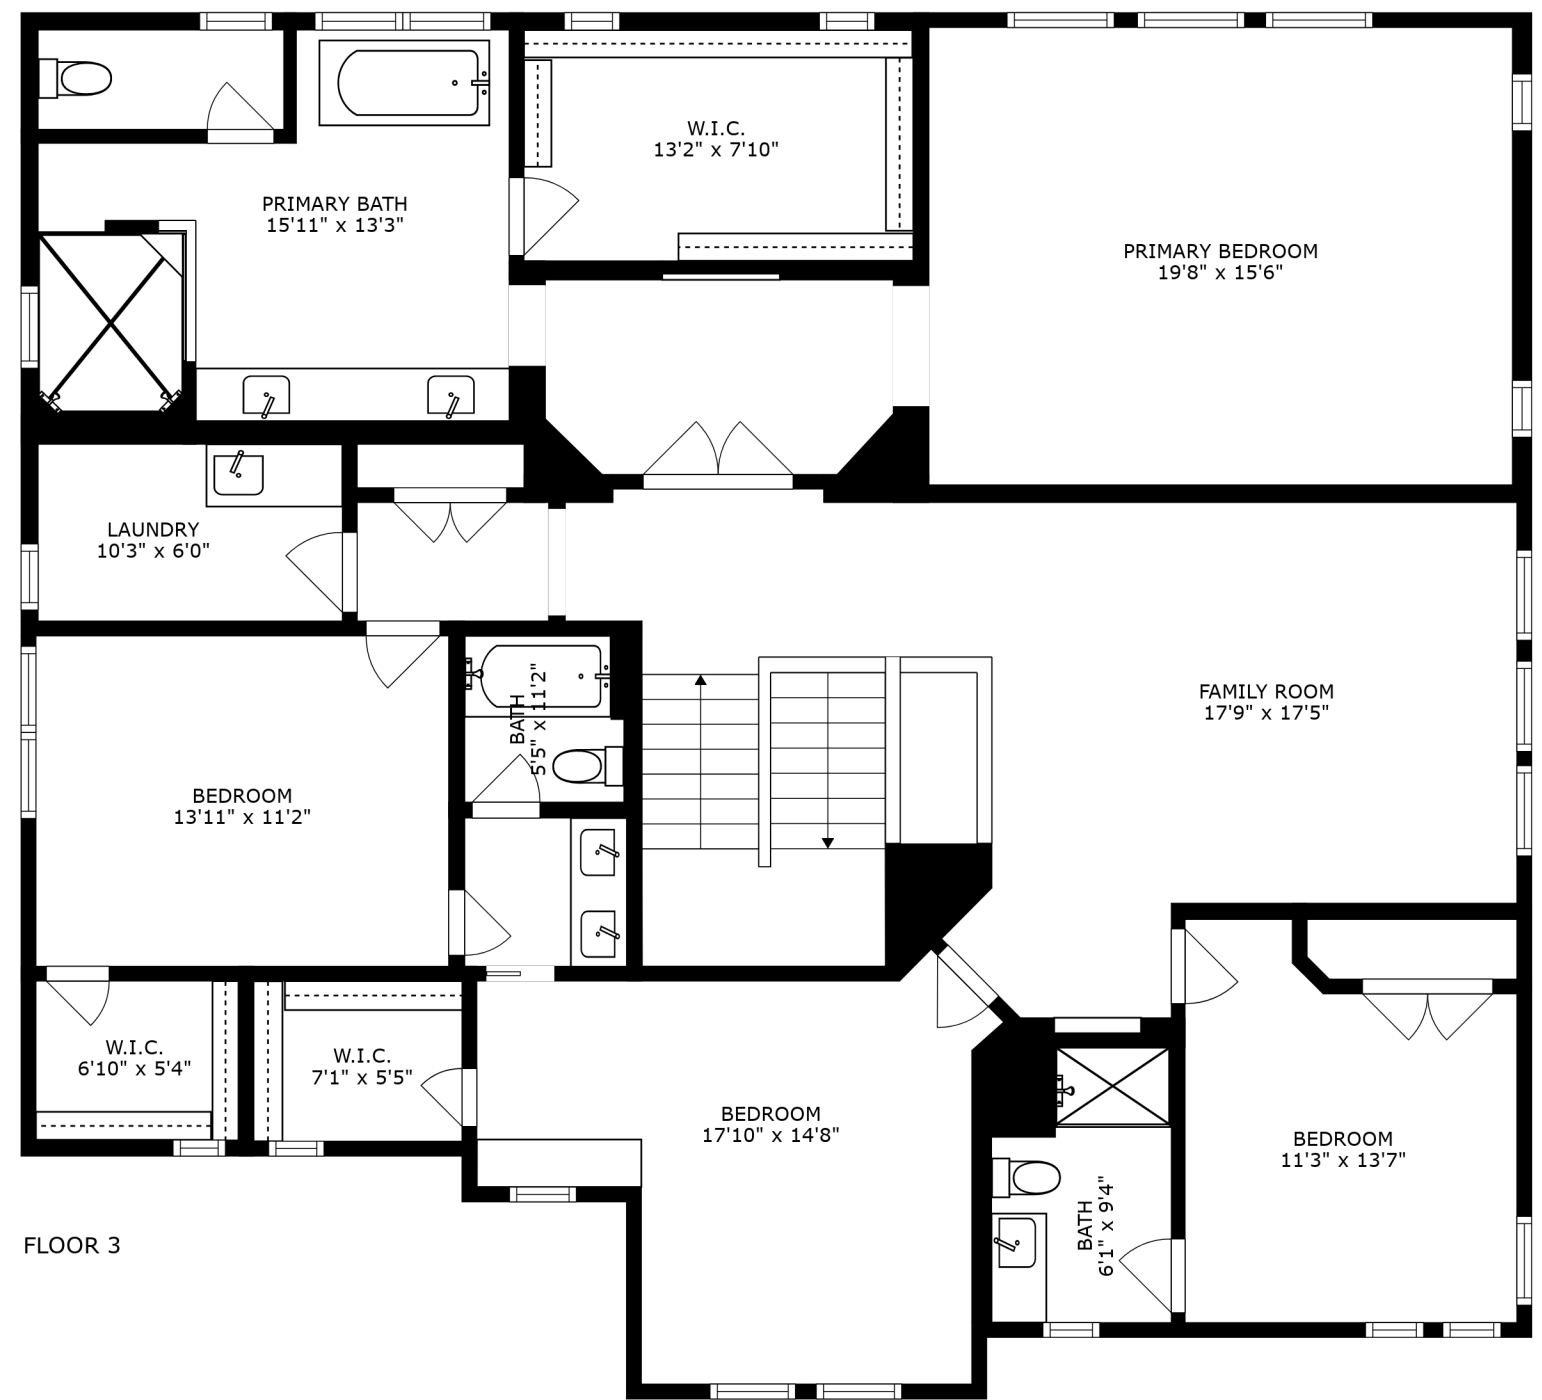 W.I.C.
13'2" x 7'10"
PRIMARY BATH
15'11" x 13'3"
PRIMARY BEDROOM
19'8" x 15'6"
LAUNDRY
10'3" x 6'0"
FAMILY ROOM
17'9" x 17'5"
BATH
5'5" x 11'2"
BEDROOM
13'11" x 11'2"
W.I.C.
6'10" x 5'4"
W.I.C.
7'1" x 5'5"
BEDROOM
17'10" x 14'8"
BEDROOM
11'3" x 13'7"
BATH
6'1" x 9'4"
FLOOR 3